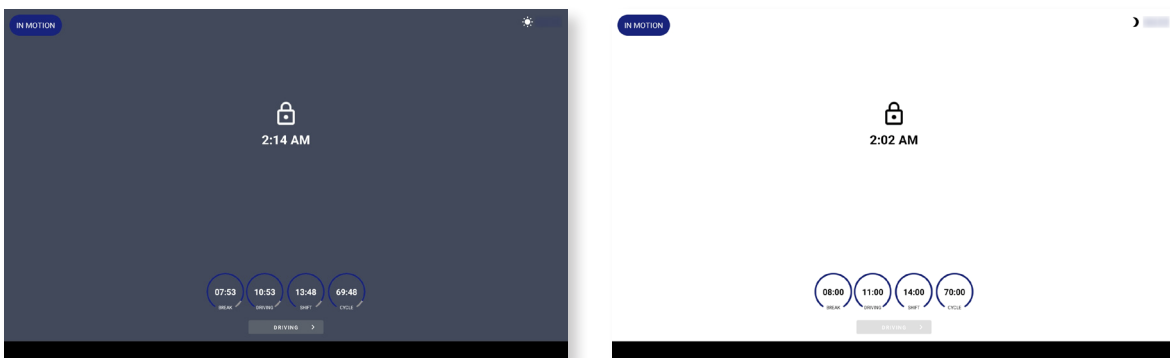 IN MOTION
2:14 AM
07:53 10:53 13:48 69:48
BREAK DRIVING SHIFT CYCLE
DRIVING
IN MOTION
2:02 AM
08:00 11:00 14:00 70:00
BREAK DRIVING SHIFT CYCLE
DRIVING